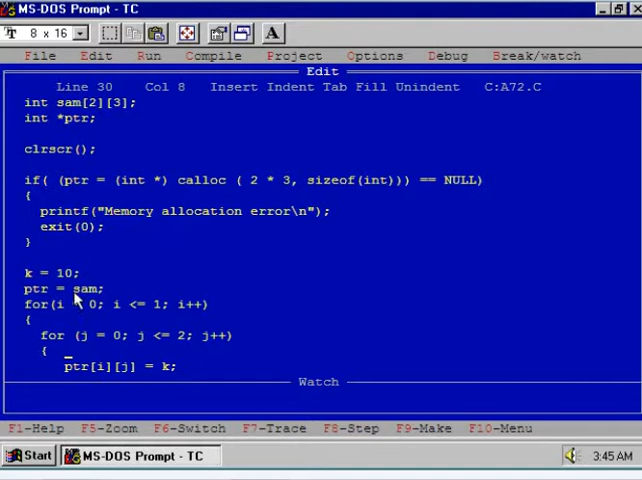 MS-DOS Prompt - TC
8 x 16
A
File Edit Run Compile Project Options Debug Break/watch
Edit
Line 30 Col 8 Insert Indent Tab Fill Unindent C:A72.C
int sam[2][3];
int *ptr;
clrscr();
if( (ptr = (int *) calloc ( 2 * 3, sizeof(int))) == NULL)
{
printf("Memory allocation error\n");
exit(0);
}
k = 10;
ptr = sam;
for(i = 0; i <= 1; i++)
{
for (j = 0; j <= 2; j++)
{ _
ptr[i][j] = k;
Watch
F1-Help F5-Zoom F6-Switch F7-Trace F8-Step F9-Make F10-Menu
Start MS-DOS Prompt - TC 3:45 AM